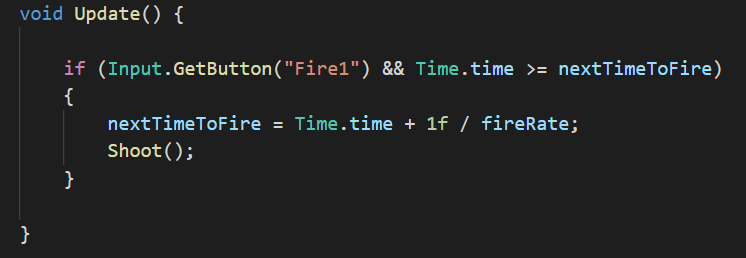 void Update() {
if (Input.GetButton("Fire1") && Time.time >= nextTimeToFire)
{
nextTimeToFire = Time.time + 1f / fireRate;
Shoot();
}
}